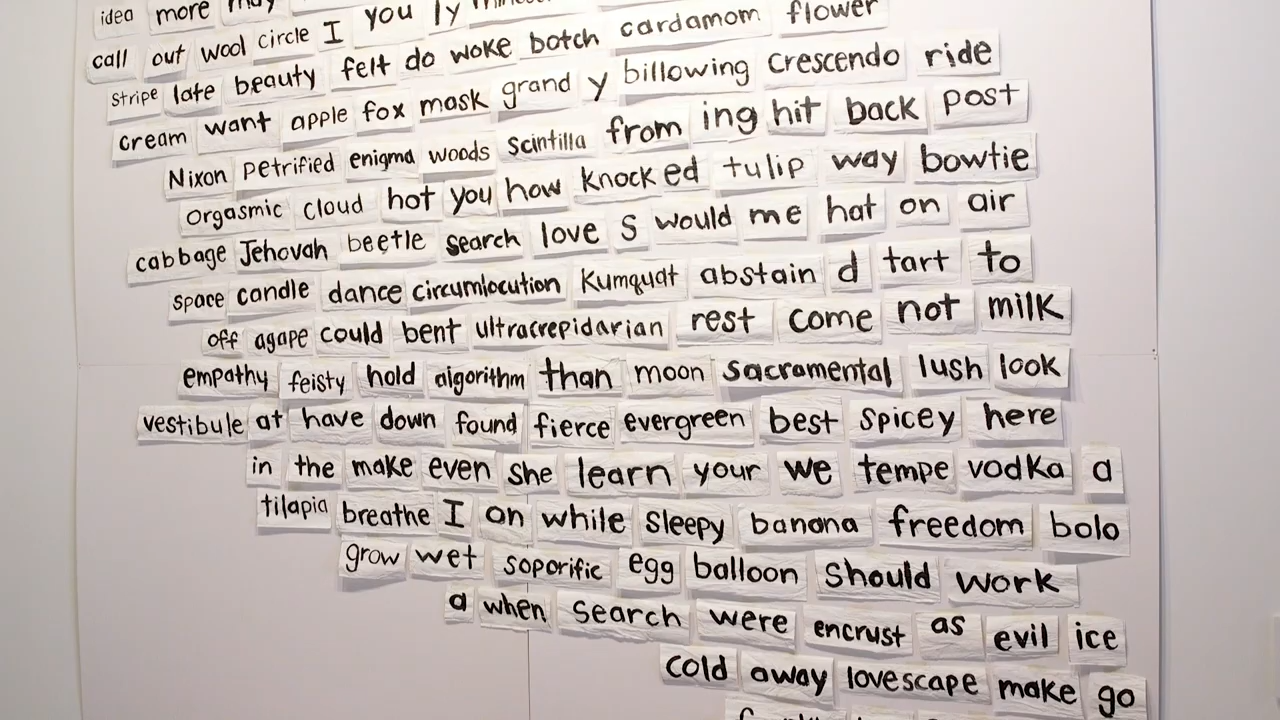 idea more may
call out wool circle I you ly
stripe late beauty felt do woke botch cardamom flower
cream want apple fox mask grand y billowing crescendo ride
Nixon petrified enigma woods scintilla from ing hit back post
orgasmic cloud hot you how knock ed tulip way bowtie
cabbage Jehovah beetle search love S would me hat on air
space candle dance circumlocution Kumquat abstain d tart to
off agape could bent ultracrepidarian rest come not milk
empathy feisty hold algorithm than moon sacramental lush look
vestibule at have down found fierce evergreen best spicey here
in the make even she learn your we tempe vodka a
tilapia breathe I on while sleepy banana freedom bolo
grow wet soporific egg balloon should work
a when search were encrust as evil ice
cold away lovescape make go